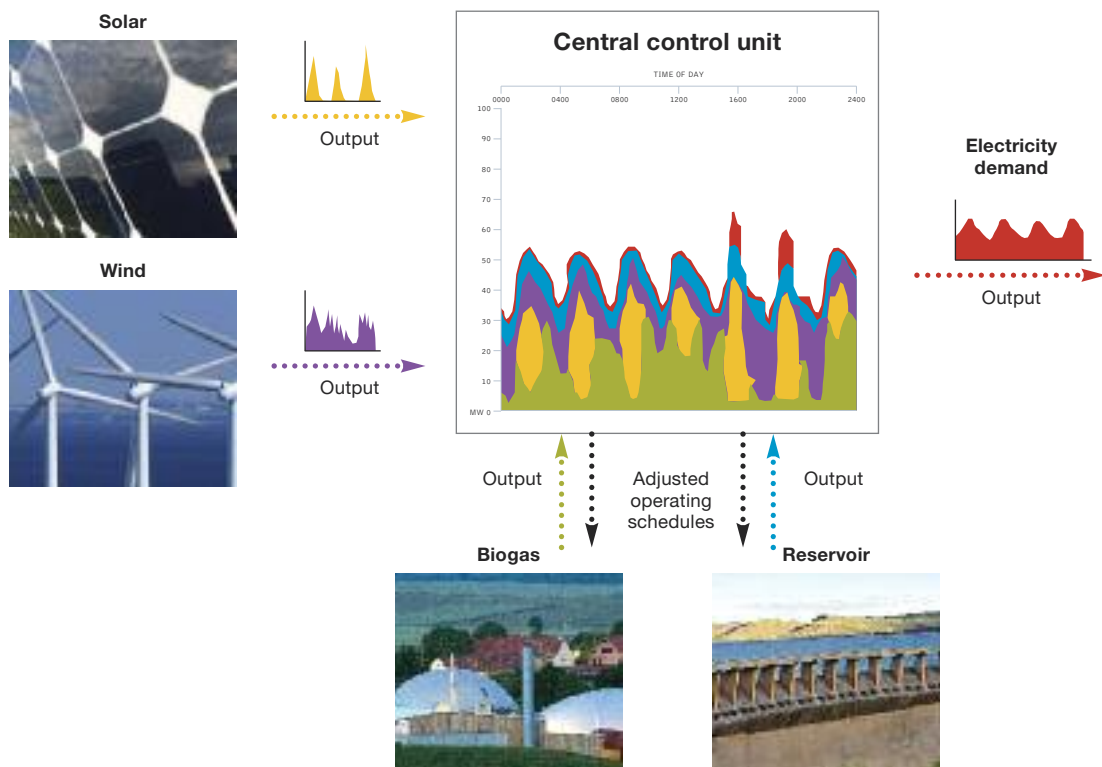 Solar
Output
Wind
Output
Central control unit
TIME OF DAY
0000 0400 0800 1200 1600 2000 2400
100
90
80
70
60
50
40
30
20
10
MW 0
Electricity
demand
Output
Output
Adjusted
operating
schedules
Output
Biogas
Reservoir